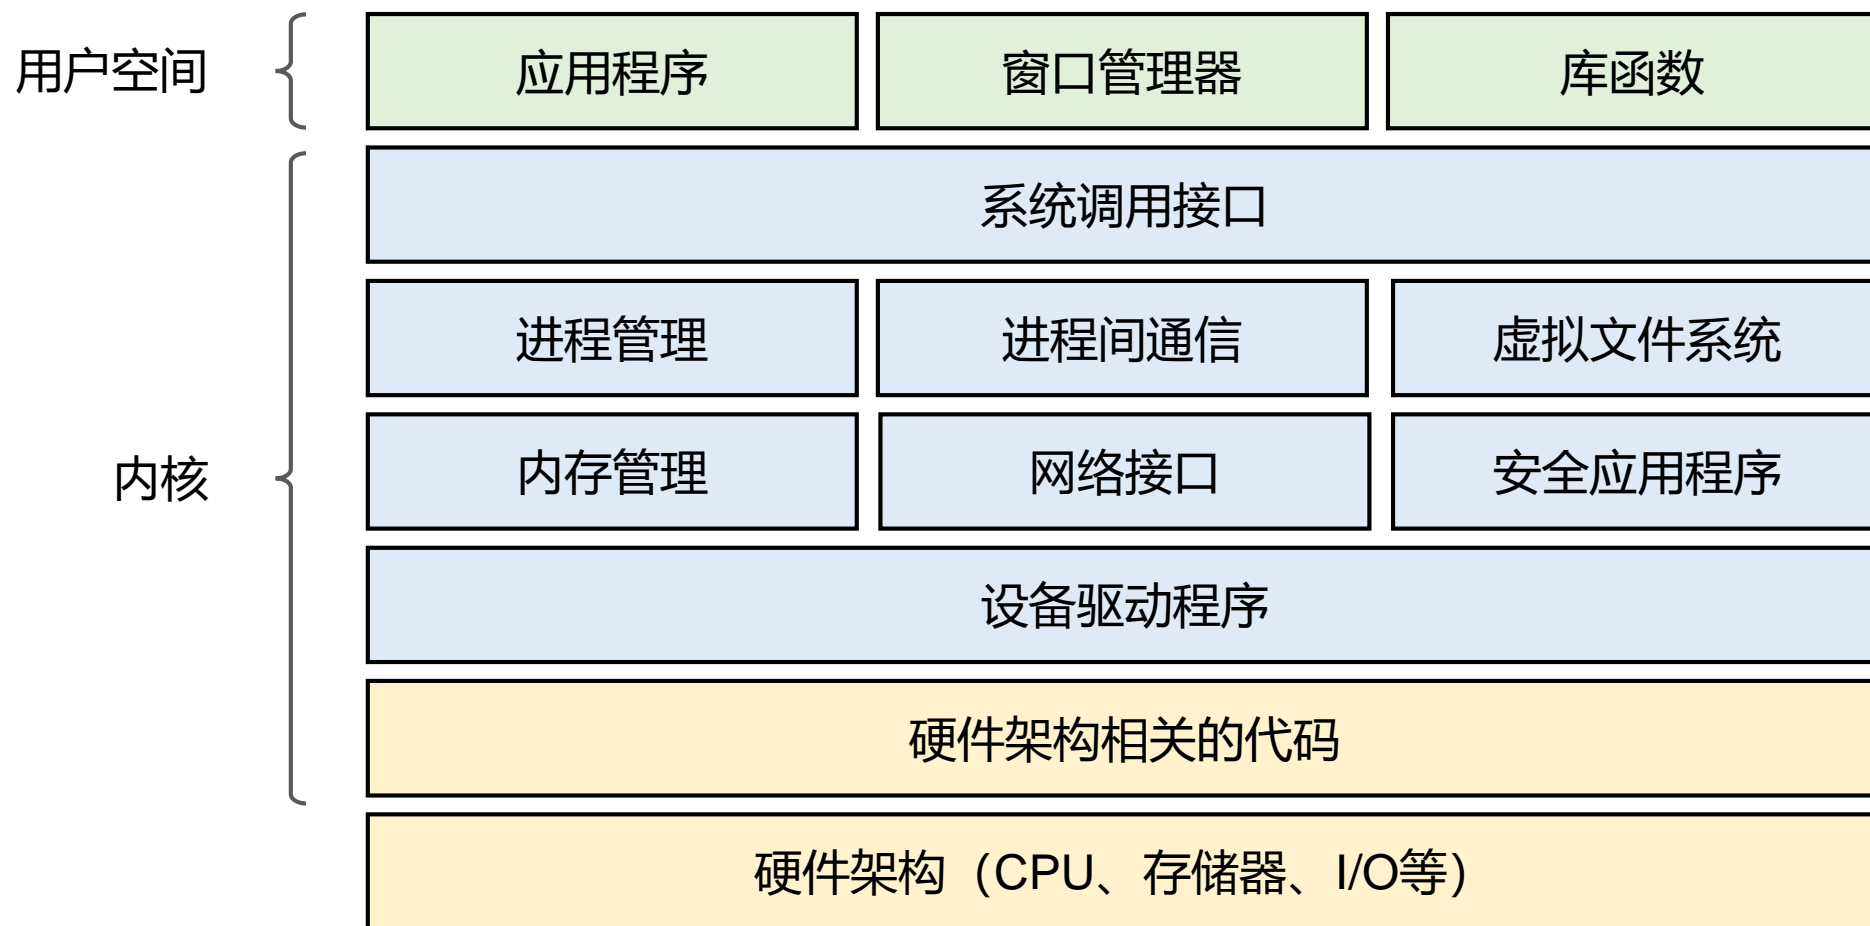 用户空间
应用程序
窗口管理器
库函数
系统调用接口
进程管理
进程间通信
虚拟文件系统
内核
内存管理
网络接口
安全应用程序
设备驱动程序
硬件架构相关的代码
硬件架构（CPU、存储器、I/O等）